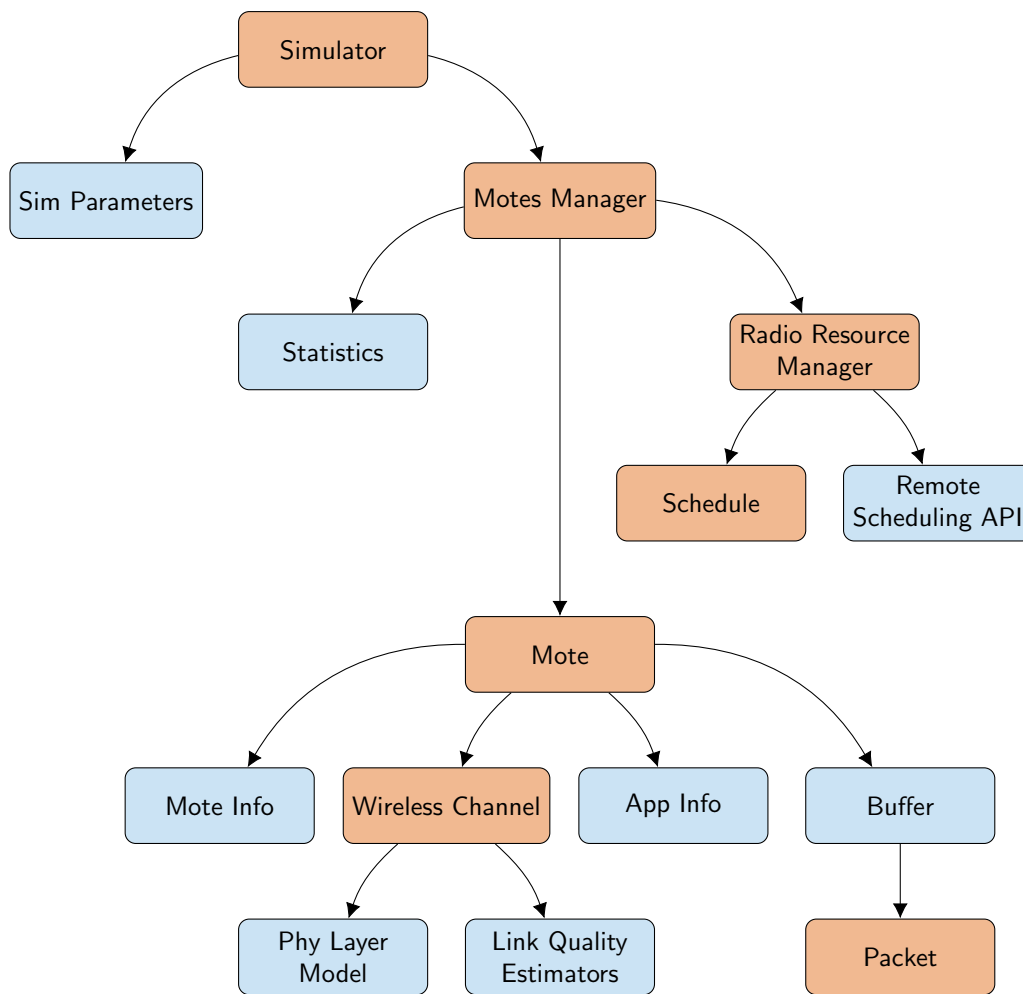 Simulator
Sim Parameters
Motes Manager
Statistics
Radio Resource
Manager
Schedule
Remote
Scheduling API
Mote
Mote Info
Wireless Channel
App Info
Buffer
Phy Layer
Model
Link Quality
Estimators
Packet